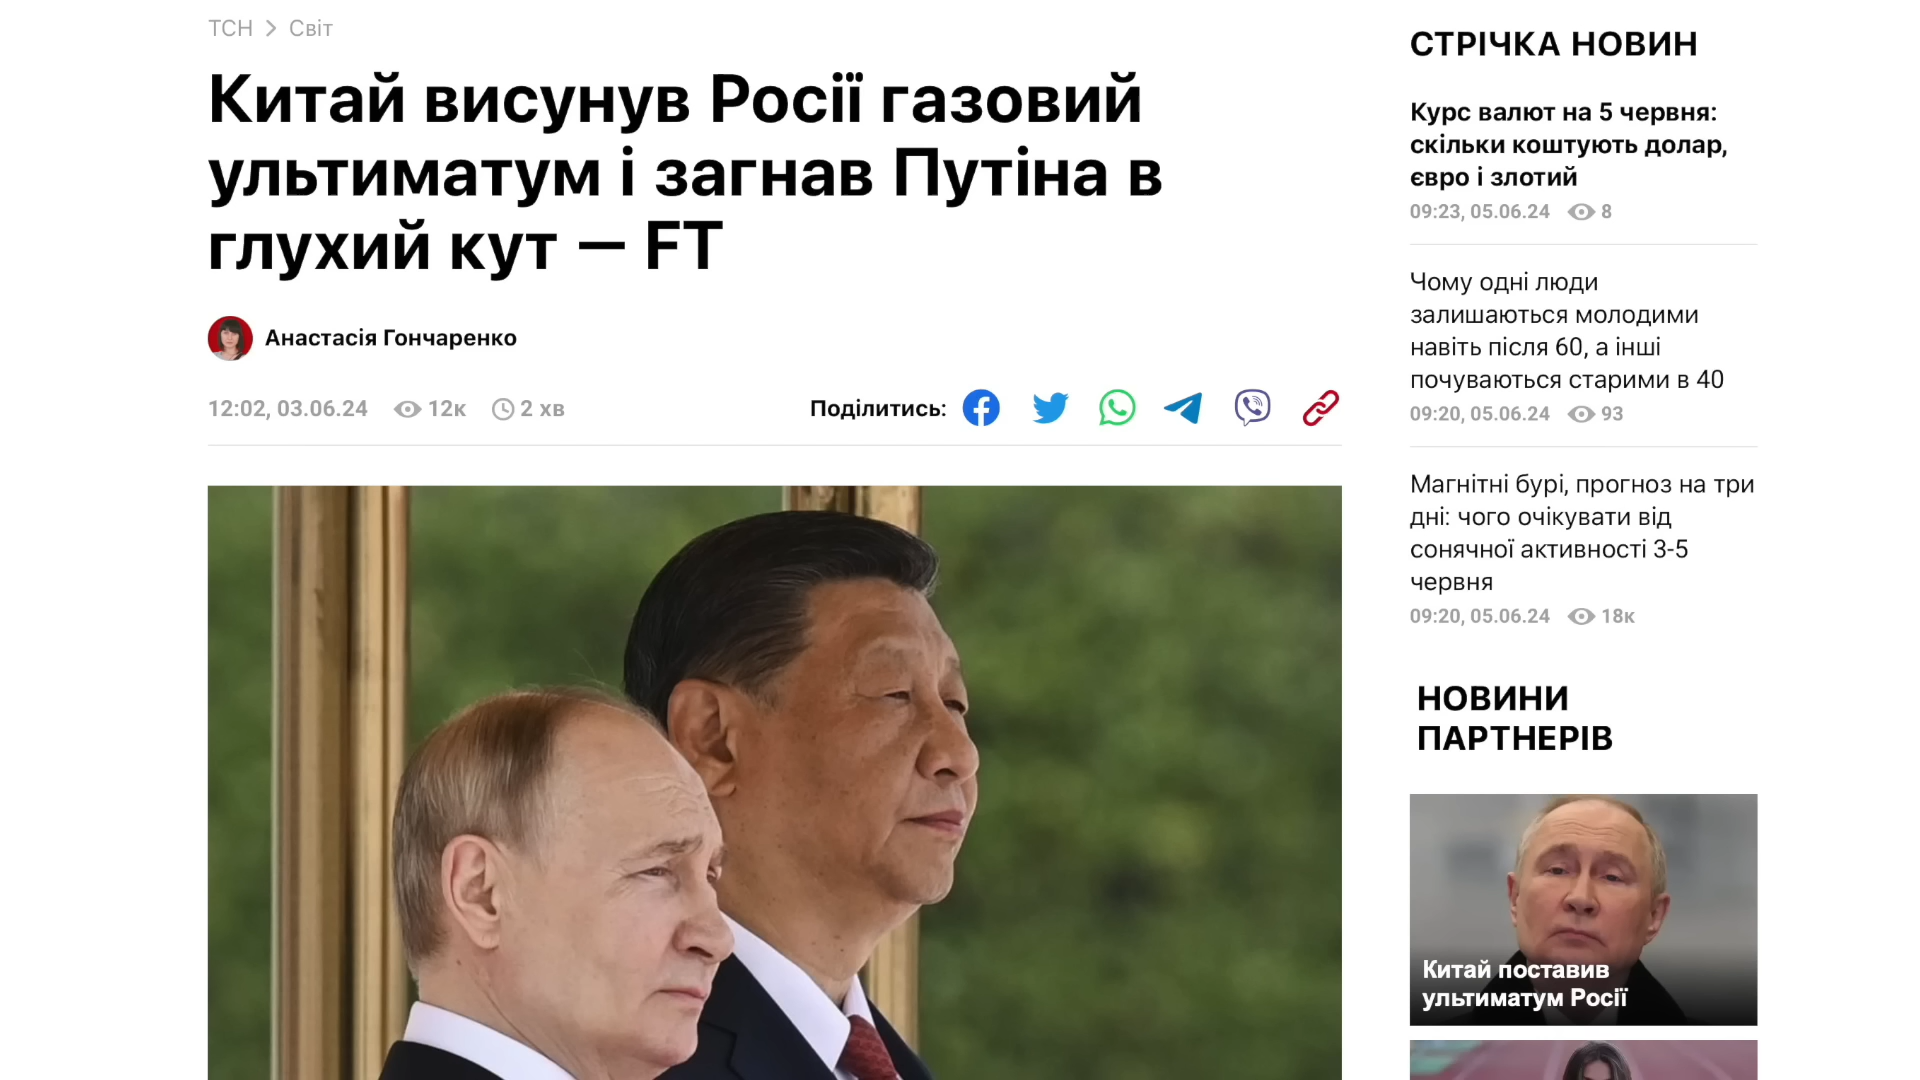 ТСН > Світ
Китай висунув Росії газовий
ультиматум і загнав Путіна в
глухий кут — FT
Анастасія Гончаренко
12:02, 03.06.24 12к 2 хв
Поділитись:
СТРІЧКА НОВИН
Курс валют на 5 червня:
скільки коштують долар,
євро і злотий
09:23, 05.06.24 8
Чому одні люди
залишаються молодими
навіть після 60, а інші
почуваються старими в 40
09:20, 05.06.24 93
Магнітні бурі, прогноз на три
дні: чого очікувати від
сонячної активності 3-5
червня
09:20, 05.06.24 18к
НОВИНИ
ПАРТНЕРІВ
Китай поставив
ультиматум Росії